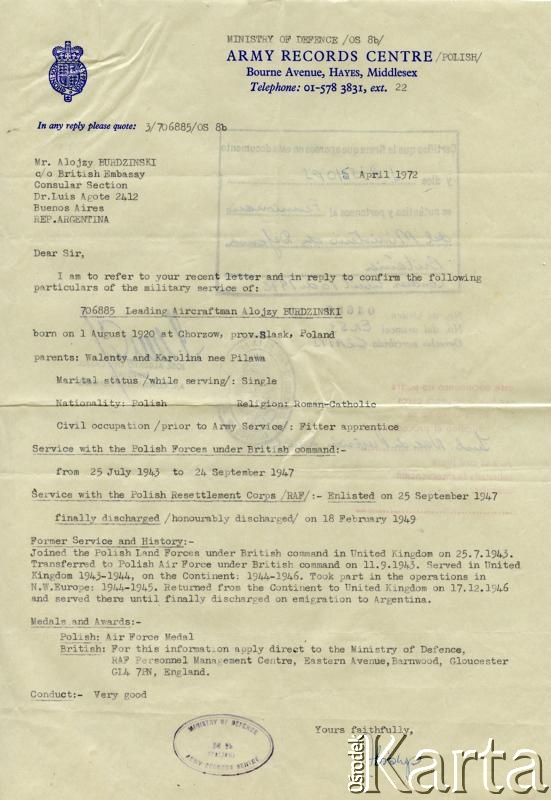 MINISTRY OF DEFENCE /OS 8b/
ARMY RECORDS CENTRE /POLISH/
Bourne Avenue, HAYES, Middlesex
Telephone: 01-578 3831, ext. 22
In any reply please quote: 3/706885/OS 8b
Mr. Alojzy BURDZINSKI
c/o British Embassy
Consular Section
Dr.Luis Agote 2412
Buenos Aires
REP.ARGENTINA
April 1972
Dear Sir,
I am to refer to your recent letter and in reply to confirm the following
particulars of the military service of:
706885 Leading Aircraftman Alojzy BURDZINSKI
born on 1 August 1920 at Chorzow, prov.Slask, Poland
parents: Walenty and Karolina nee Pilawa
Marital status /while serving/: Single
Nationality: Polish Religion: Roman-Catholic
Civil occupation /prior to Army Service/: Fitter apprentice
Service with the Polish Forces under British command:-
from 25 July 1943 to 24 September 1947
Service with the Polish Resettlement Corps /RAF/:- Enlisted on 25 September 1947
finally discharged /honourably discharged/ on 18 February 1949
Former Service and History:-
Joined the Polish Land Forces under British command in United Kingdom on 25.7.1943.
Transferred to Polish Air Force under British command on 11.9.1943. Served in United
Kingdom 1943-1944, on the Continent: 1944-1946. Took part in the operations in
N.W.Europe: 1944-1945. Returned from the Continent to United Kingdom on 17.12.1946
and served there until finally discharged on emigration to Argentina.
Medals and Awards:-
Polish: Air Force Medal
British: For this information apply direct to the Ministry of Defence,
RAF Personnel Management Centre, Eastern Avenue,Barnwood, Gloucester
GL4 7PN, England.
Conduct:- Very good
Yours faithfully,
MINISTRY OF DEFENCE
OS 8b
ARMY RECORDS CENTRE
ośrodek
Karta